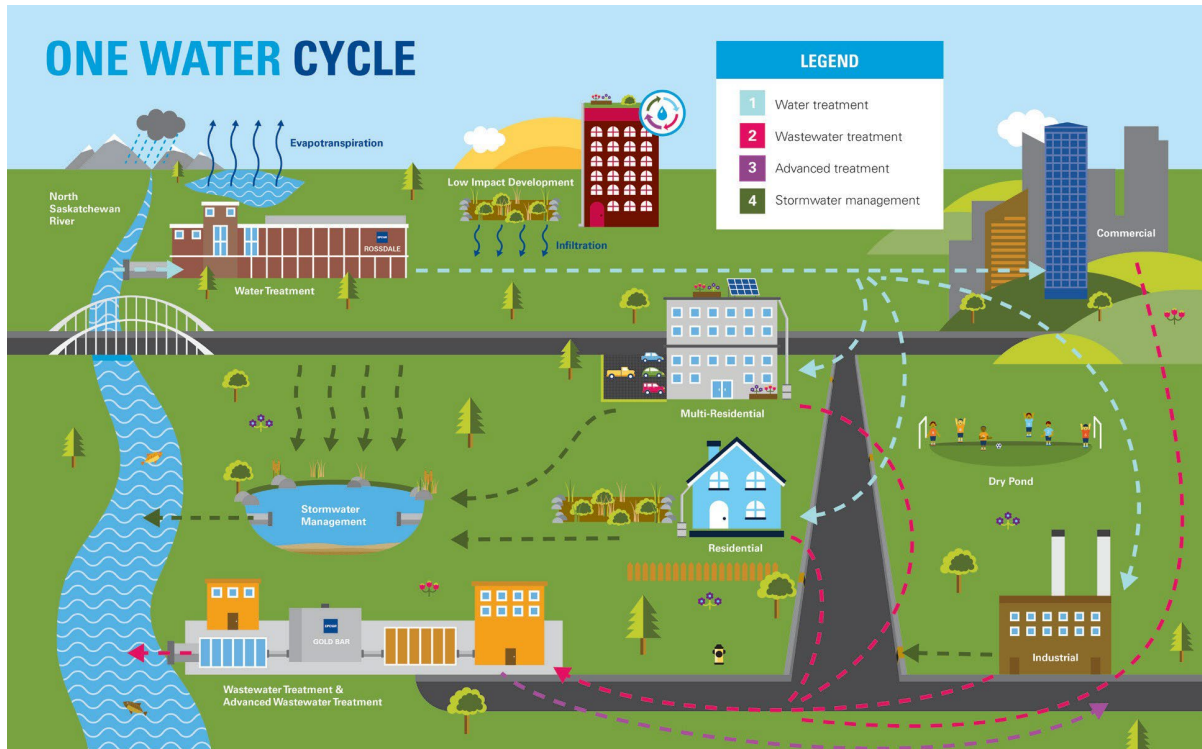 ONE WATER CYCLE
LEGEND
1 Water treatment
2 Wastewater treatment
3 Advanced treatment
4 Stormwater management
Evapotranspiration
North
Saskatchewan
River
Low Impact Development
Infiltration
EPCOR
ROSSDALE
Water Treatment
Commercial
Multi-Residential
Dry Pond
Stormwater
Management
Residential
EPCOR
GOLD BAR
Industrial
Wastewater Treatment &
Advanced Wastewater Treatment